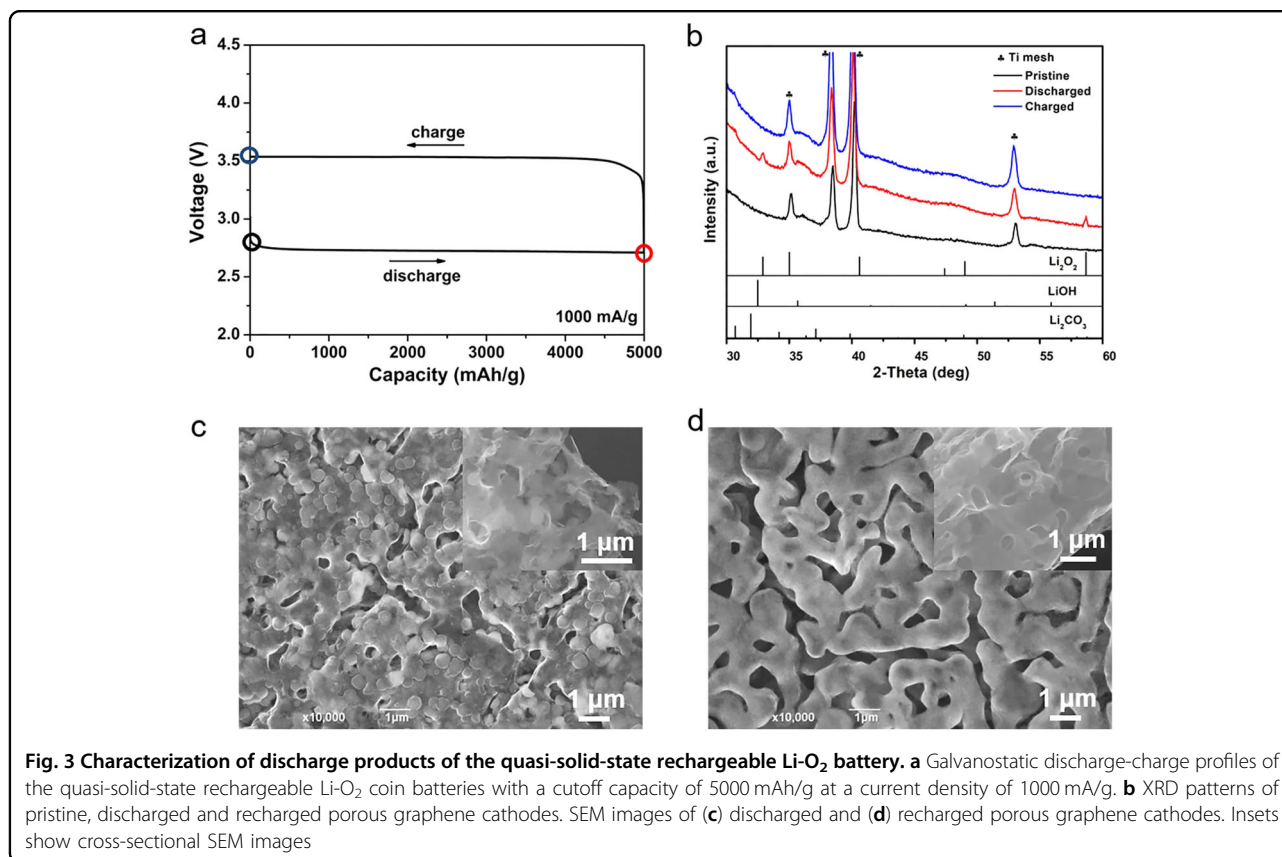 a
4.5
4.0
3.5
3.0
2.5
2.0
Voltage (V)
charge
discharge
1000 mA/g
0 1000 2000 3000 4000 5000
Capacity (mAh/g)
b
♣ Ti mesh
Pristine
Discharged
Charged
♣ ♣ ♣ ♣
Intensity (a.u.)
Li₂O₂
LiOH
Li₂CO₃
30 35 40 45 50 55 60
2-Theta (deg)
c
1 µm
x10,000 1µm
1 µm
d
1 µm
x10,000 1µm
1 µm
Fig. 3 Characterization of discharge products of the quasi-solid-state rechargeable Li-O₂ battery. a Galvanostatic discharge-charge profiles of
the quasi-solid-state rechargeable Li-O₂ coin batteries with a cutoff capacity of 5000 mAh/g at a current density of 1000 mA/g. b XRD patterns of
pristine, discharged and recharged porous graphene cathodes. SEM images of (c) discharged and (d) recharged porous graphene cathodes. Insets
show cross-sectional SEM images